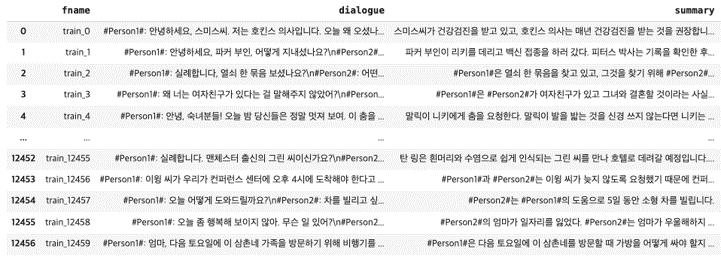 fname dialogue summary
0 train_0 #Person1#: 안녕하세요, 스미스씨. 저는 호킨스 의사입니다. 오늘 왜 오셨나... 스미스씨가 건강검진을 받고 있고, 호킨스 의사는 매년 건강검진을 받는 것을 권장합니...
1 train_1 #Person1#: 안녕하세요, 파커 부인, 어떻게 지내셨나요?\n#Person2... 파커 부인이 리키를 데리고 백신 접종을 하러 갔다. 피터스 박사는 기록을 확인한 후...
2 train_2 #Person1#: 실례합니다, 열쇠 한 묶음 보셨나요?\n#Person2#: 어떤... #Person1#은 열쇠 한 묶음을 찾고 있고, 그것을 찾기 위해 #Person2#...
3 train_3 #Person1#: 왜 너는 여자친구가 있다는 걸 말해주지 않았어?\n#Perso... #Person1#은 #Person2#가 여자친구가 있고 그녀와 결혼할 것이라는 사실...
4 train_4 #Person1#: 안녕, 숙녀분들! 오늘 밤 당신들은 정말 멋져 보여. 이 춤을 ... 말릭이 니키에게 춤을 요청한다. 말릭이 발을 밟는 것을 신경 쓰지 않는다면 니키는 ...
... ... ... ...
12452 train_12455 #Person1#: 실례합니다. 맨체스터 출신의 그린 씨이신가요?\n#Person2... 탄 링은 흰머리와 수염으로 쉽게 인식되는 그린 씨를 만나 호텔로 데려갈 예정입니다....
12453 train_12456 #Person1#: 이윙 씨가 우리가 컨퍼런스 센터에 오후 4시에 도착해야 한다고 ... #Person1#과 #Person2#는 이윙 씨가 늦지 않도록 요청했기 때문에 컨퍼...
12454 train_12457 #Person1#: 오늘 어떻게 도와드릴까요?\n#Person2#: 차를 빌리고 싶... #Person2#는 #Person1#의 도움으로 5일 동안 소형 차를 빌립니다.
12455 train_12458 #Person1#: 오늘 좀 행복해 보이지 않아. 무슨 일 있어?\n#Person2... #Person2#의 엄마가 일자리를 잃었다. #Person2#는 엄마가 우울해하지 ...
12456 train_12459 #Person1#: 엄마, 다음 토요일에 이 삼촌네 가족을 방문하기 위해 비행기를 ... #Person1#은 다음 토요일에 이 삼촌네를 방문할 때 가방을 어떻게 싸야 할지 ...